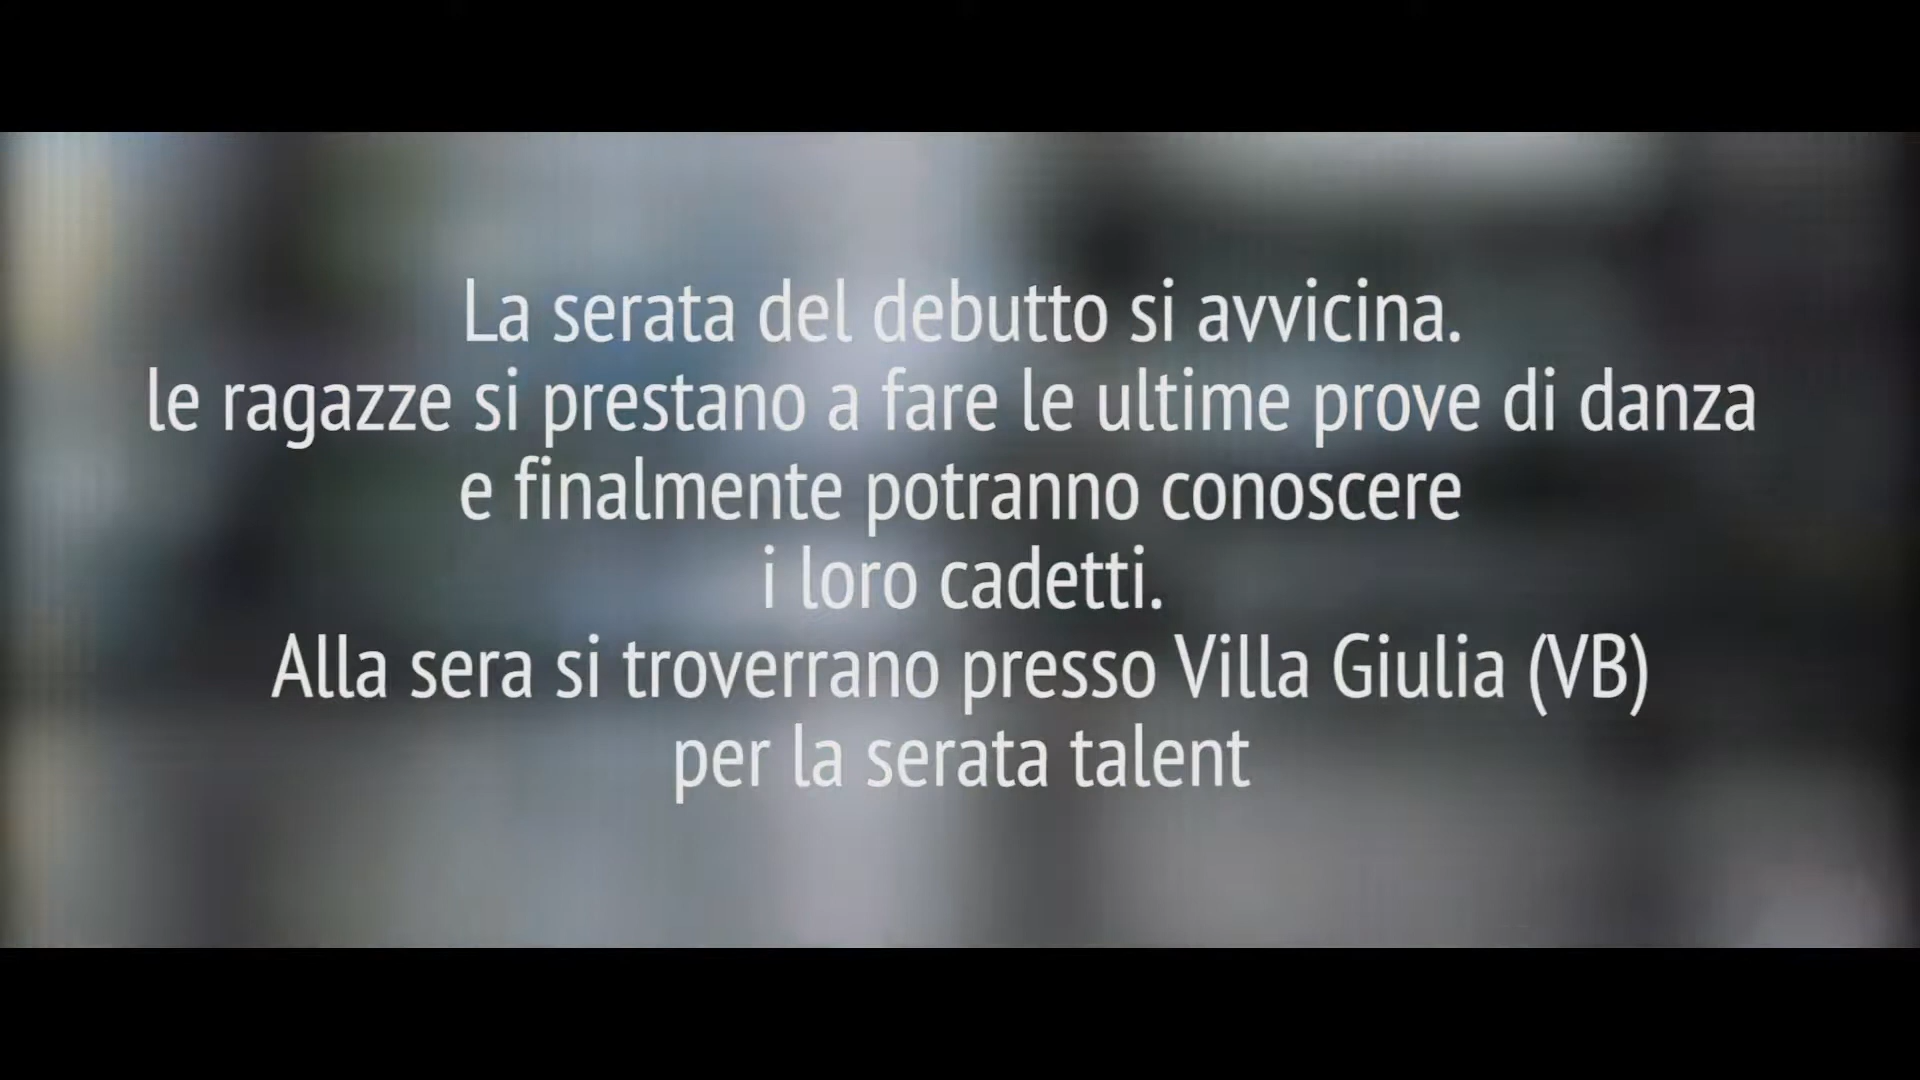 La serata del debutto si avvicina.
le ragazze si prestano a fare le ultime prove di danza
e finalmente potranno conoscere
i loro cadetti.
Alla sera si troverrano presso Villa Giulia (VB)
per la serata talent